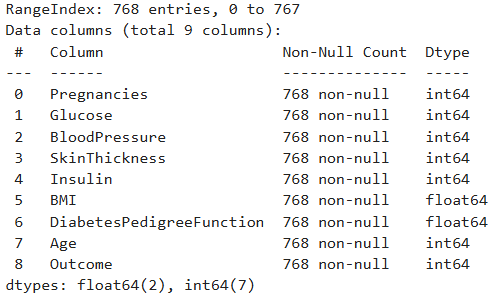 RangeIndex: 768 entries, 0 to 767
Data columns (total 9 columns):
 #   Column                    Non-Null Count  Dtype
---  ------                    --------------  -----
 0   Pregnancies               768 non-null    int64
 1   Glucose                   768 non-null    int64
 2   BloodPressure             768 non-null    int64
 3   SkinThickness             768 non-null    int64
 4   Insulin                   768 non-null    int64
 5   BMI                       768 non-null    float64
 6   DiabetesPedigreeFunction  768 non-null    float64
 7   Age                       768 non-null    int64
 8   Outcome                   768 non-null    int64
dtypes: float64(2), int64(7)